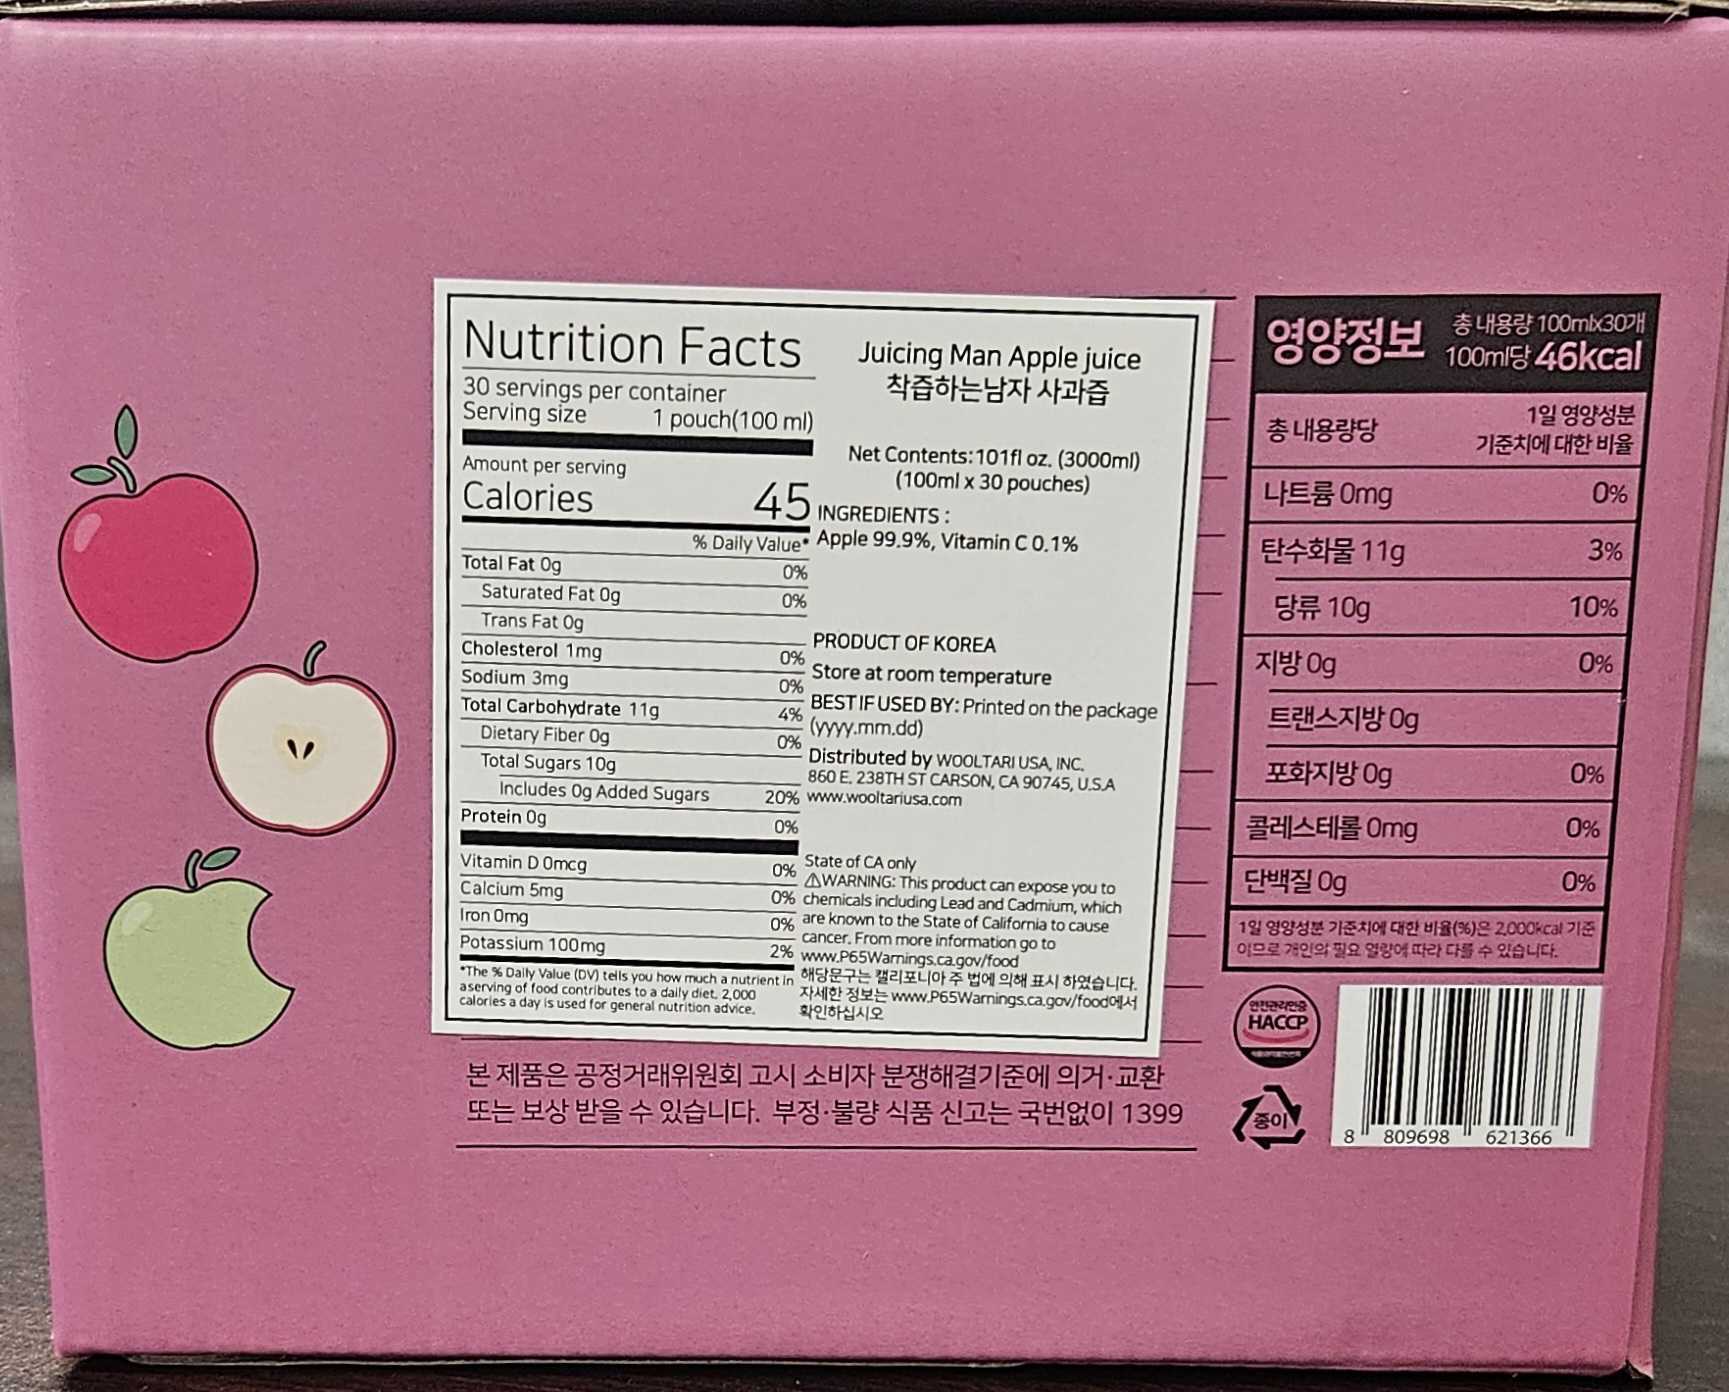 Nutrition Facts
30 servings per container
Serving size 1 pouch(100 ml)
Amount per serving
Calories 45
% Daily Value*
Total Fat 0g 0%
Saturated Fat 0g 0%
Trans Fat 0g
Cholesterol 1mg 0%
Sodium 3mg 0%
Total Carbohydrate 11g 4%
Dietary Fiber 0g 0%
Total Sugars 10g
Includes 0g Added Sugars 20%
Protein 0g 0%
Vitamin D 0mcg 0%
Calcium 5mg 0%
Iron 0mg 0%
Potassium 100mg 2%
*The % Daily Value (DV) tells you how much a nutrient in
a serving of food contributes to a daily diet. 2,000
calories a day is used for general nutrition advice.
Juicing Man Apple juice
착즙하는남자 사과즙
Net Contents:101fl oz. (3000ml)
(100ml x 30 pouches)
INGREDIENTS :
Apple 99.9%, Vitamin C 0.1%
PRODUCT OF KOREA
Store at room temperature
BEST IF USED BY: Printed on the package
(yyyy.mm.dd)
Distributed by WOOLTARI USA, INC.
860 E. 238TH ST CARSON, CA 90745, U.S.A
www.wooltariusa.com
State of CA only
⚠WARNING: This product can expose you to
chemicals including Lead and Cadmium, which
are known to the State of California to cause
cancer. From more information go to
www.P65Warnings.ca.gov/food
해당문구는 캘리포니아 주 법에 의해 표시 하였습니다.
자세한 정보는 www.P65Warnings.ca.gov/food에서
확인하십시오
본 제품은 공정거래위원회 고시 소비자 분쟁해결기준에 의거·교환
또는 보상 받을 수 있습니다. 부정·불량 식품 신고는 국번없이 1399
영양정보
총 내용량 100mlx30개
100ml당 46kcal
총 내용량당
1일 영양성분
기준치에 대한 비율
나트륨 0mg 0%
탄수화물 11g 3%
당류 10g 10%
지방 0g 0%
트랜스지방 0g
포화지방 0g 0%
콜레스테롤 0mg 0%
단백질 0g 0%
1일 영양성분 기준치에 대한 비율(%)은 2,000kcal 기준
이므로 개인의 필요 열량에 따라 다를 수 있습니다.
안전관리인증
HACCP
종이
8 809698 621366